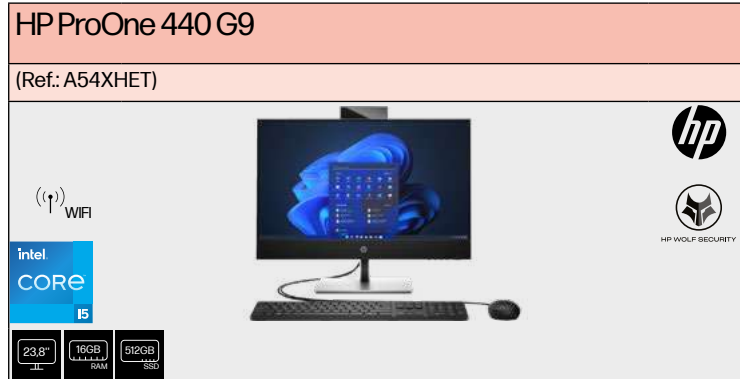 HP ProOne 440 G9
(Ref.: A54XHET)
hp
WIFI
HP WOLF SECURITY
intel.
CORE
i5
23,8"
16GB
RAM
512GB
SSD